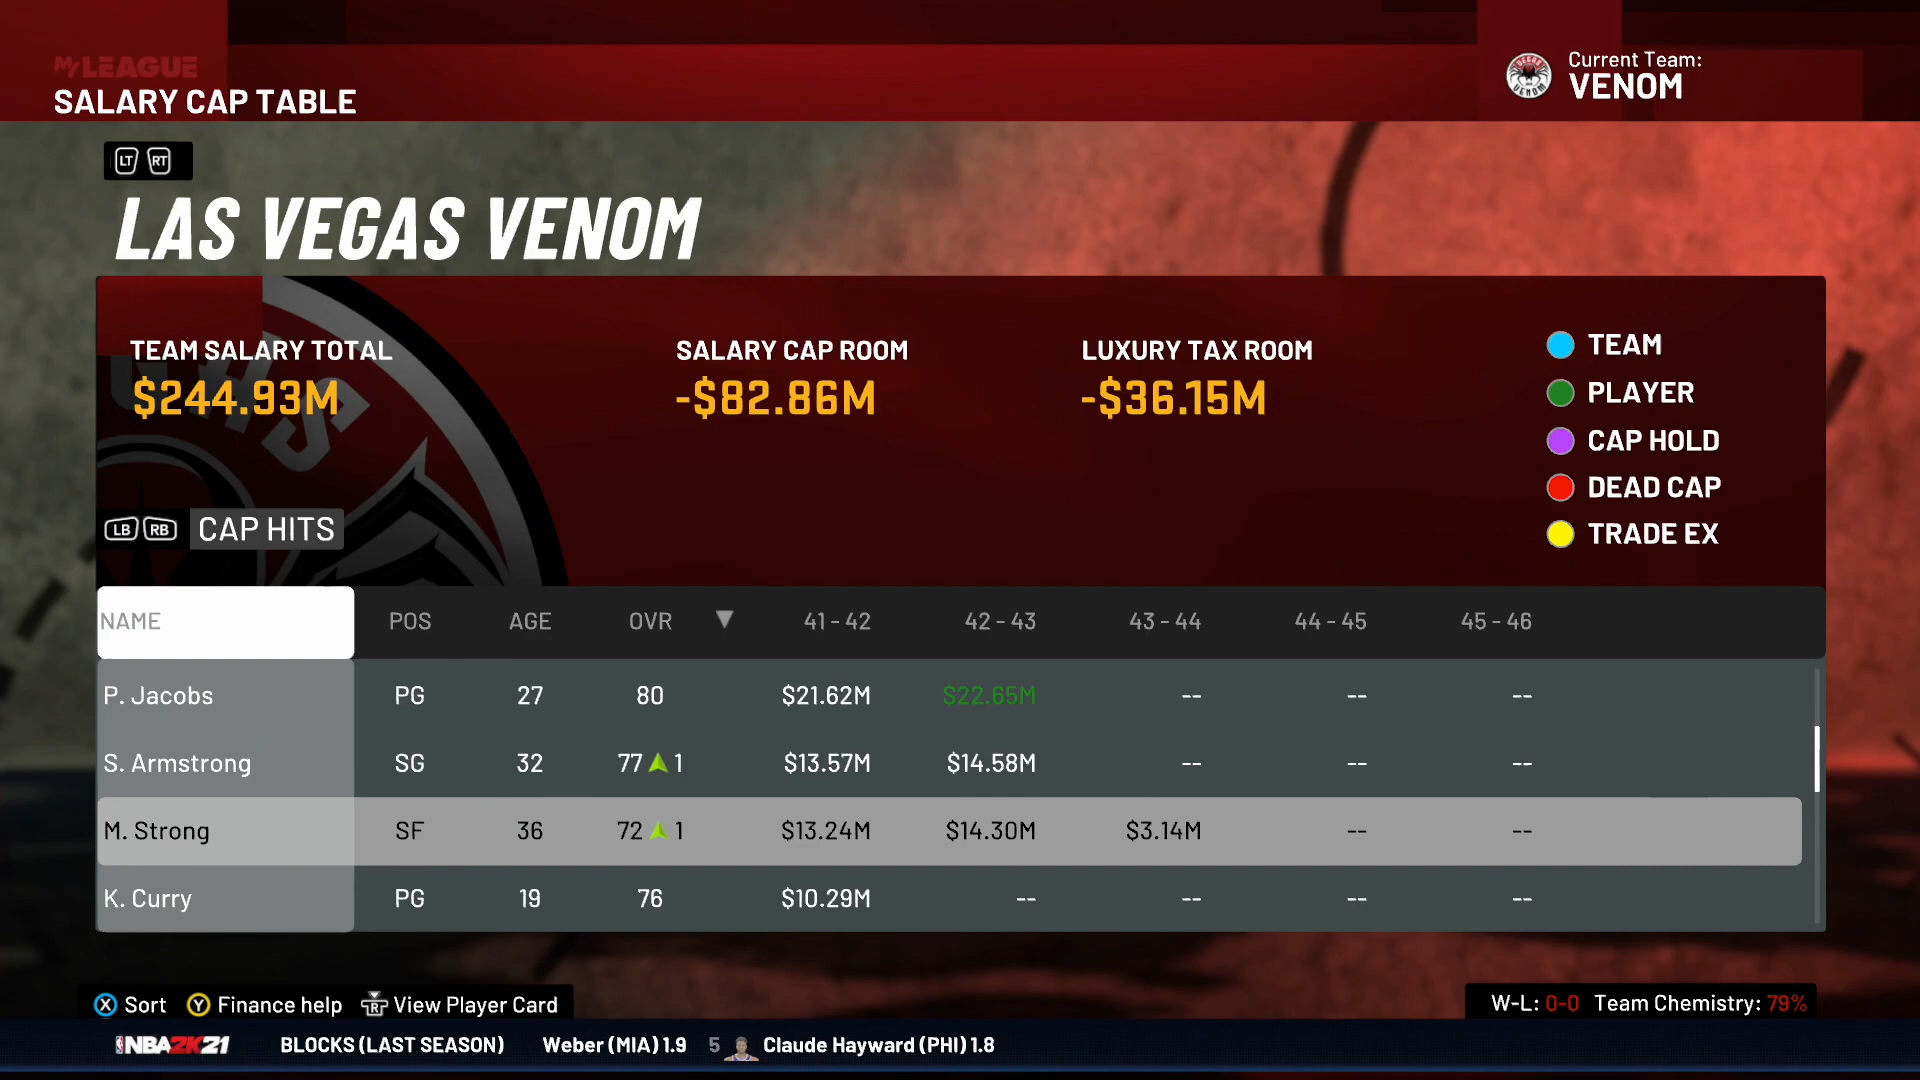 MyLEAGUE
SALARY CAP TABLE
Current Team:
VENOM
LT RT
LAS VEGAS VENOM
TEAM SALARY TOTAL SALARY CAP ROOM LUXURY TAX ROOM
$244.93M -$82.86M -$36.15M
TEAM
PLAYER
CAP HOLD
DEAD CAP
TRADE EX
LB RB CAP HITS
NAME POS AGE OVR ▼ 41 - 42 42 - 43 43 - 44 44 - 45 45 - 46
P. Jacobs PG 27 80 $21.62M $22.65M -- -- --
S. Armstrong SG 32 77 ▲ 1 $13.57M $14.58M -- -- --
M. Strong SF 36 72 ▲ 1 $13.24M $14.30M $3.14M -- --
K. Curry PG 19 76 $10.29M -- -- -- --
X Sort Y Finance help R View Player Card
W-L: 0-0 Team Chemistry: 79%
NBA2K21 BLOCKS (LAST SEASON) Weber (MIA) 1.9 5 Claude Hayward (PHI) 1.8